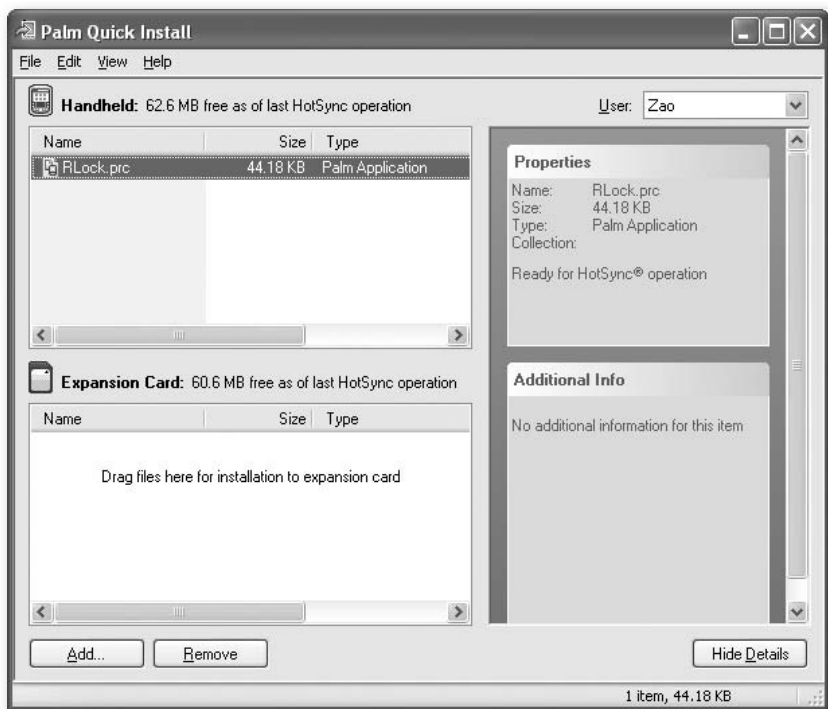 Palm Quick Install
File Edit View Help
Handheld: 62.6 MB free as of last HotSync operation
User: Zao
Name Size Type
RLock.prc 44.18 KB Palm Application
Properties
Name: RLock.prc
Size: 44.18 KB
Type: Palm Application
Collection:
Ready for HotSync® operation
Expansion Card: 60.6 MB free as of last HotSync operation
Name Size Type
Drag files here for installation to expansion card
Additional Info
No additional information for this item
Add... Remove Hide Details
1 item, 44.18 KB